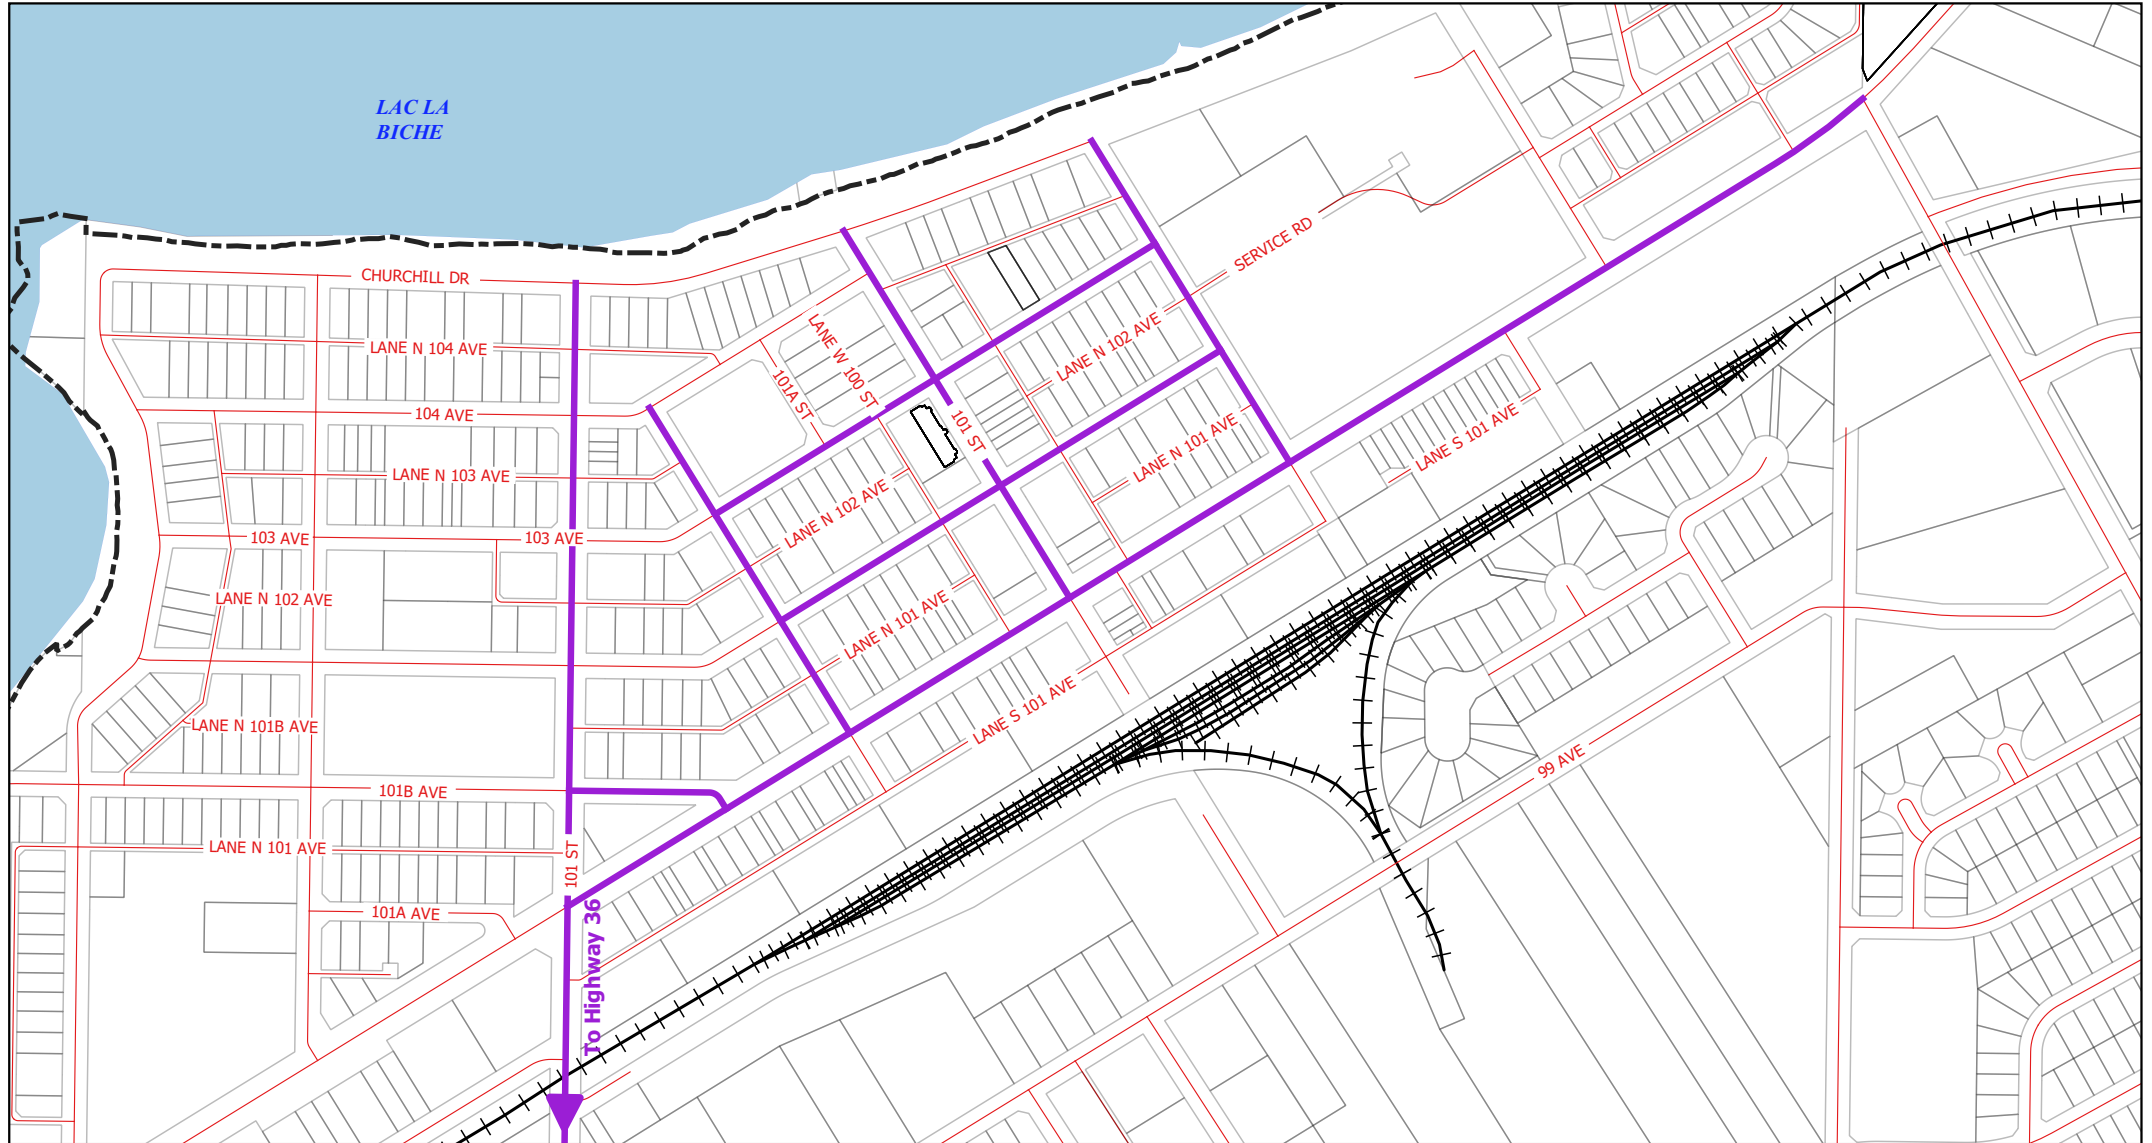 LAC LA
BICHE
CHURCHILL DR
SERVICE RD
LANE N 104 AVE
LANE W 100 ST
LANE N 102 AVE
101A ST
104 AVE
101 ST
LANE S 101 AVE
LANE N 101 AVE
LANE N 103 AVE
LANE N 102 AVE
103 AVE
103 AVE
LANE N 102 AVE
LANE N 101 AVE
LANE S 101 AVE
LANE N 101B AVE
99 AVE
101B AVE
LANE N 101 AVE
101 ST
101A AVE
To Highway 36